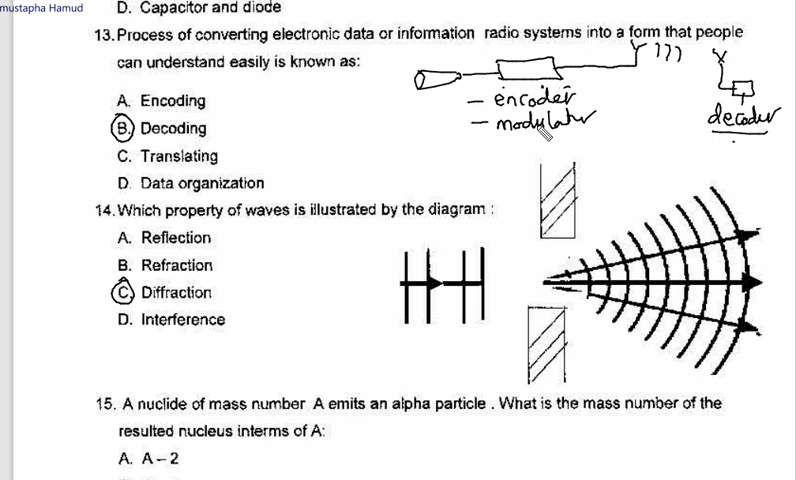 mustapha Hamud
D. Capacitor and diode
13. Process of converting electronic data or information radio systems into a form that people
can understand easily is known as:
A. Encoding
B. Decoding
C. Translating
D. Data organization
- encoder
- modulator
decoder
14. Which property of waves is illustrated by the diagram :
A. Reflection
B. Refraction
C. Diffraction
D. Interference
15. A nuclide of mass number A emits an alpha particle . What is the mass number of the
resulted nucleus interms of A:
A. A – 2